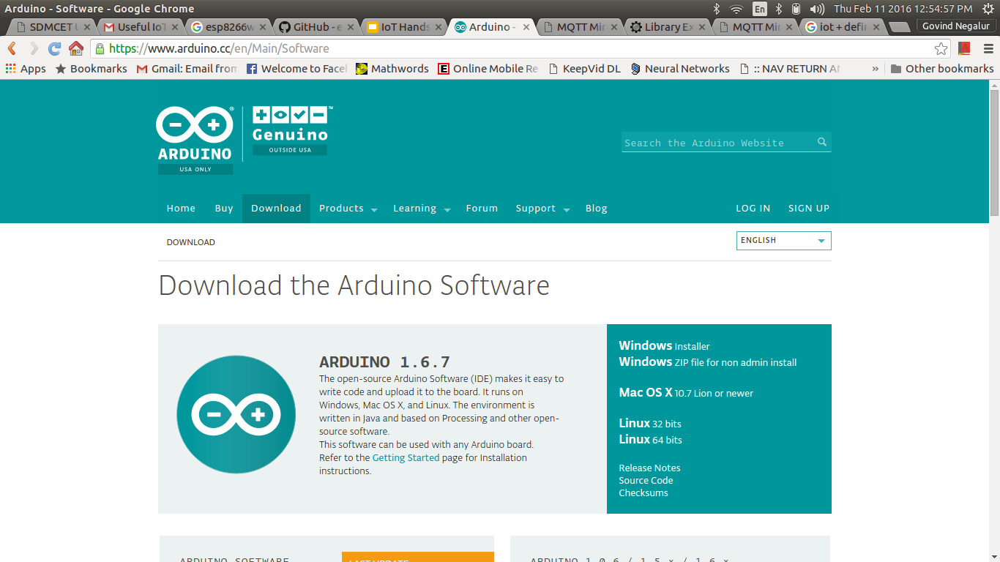 Arduino - Software - Google Chrome
En
Thu Feb 11 2016 12:54:57 PM
SDMCET
Useful IoT
esp8266
GitHub - e
IoT Hands
Arduino -
MQTT Mi
Library Ex
MQTT Mi
iot + defin
Govind Negalur
https://www.arduino.cc/en/Main/Software
Apps
Bookmarks
Gmail: Email from
Welcome to Face
Mathwords
Online Mobile Re
KeepVid DL
Neural Networks
:: NAV RETURN
»
Other bookmarks
ARDUINO
USA ONLY
Genuino
OUTSIDE USA
Search the Arduino Website
Home
Buy
Download
Products
Learning
Forum
Support
Blog
LOG IN
SIGN UP
DOWNLOAD
ENGLISH
Download the Arduino Software
ARDUINO 1.6.7
The open-source Arduino Software (IDE) makes it easy to
write code and upload it to the board. It runs on
Windows, Mac OS X, and Linux. The environment is
written in Java and based on Processing and other open-
source software.
This software can be used with any Arduino board.
Refer to the Getting Started page for Installation
instructions.
Windows Installer
Windows ZIP file for non admin install
Mac OS X 10.7 Lion or newer
Linux 32 bits
Linux 64 bits
Release Notes
Source Code
Checksums
ARDUINO SOFTWARE
LAST UPDATE
ARDUINO 1.0.6 / 1.5.x / 1.6.x